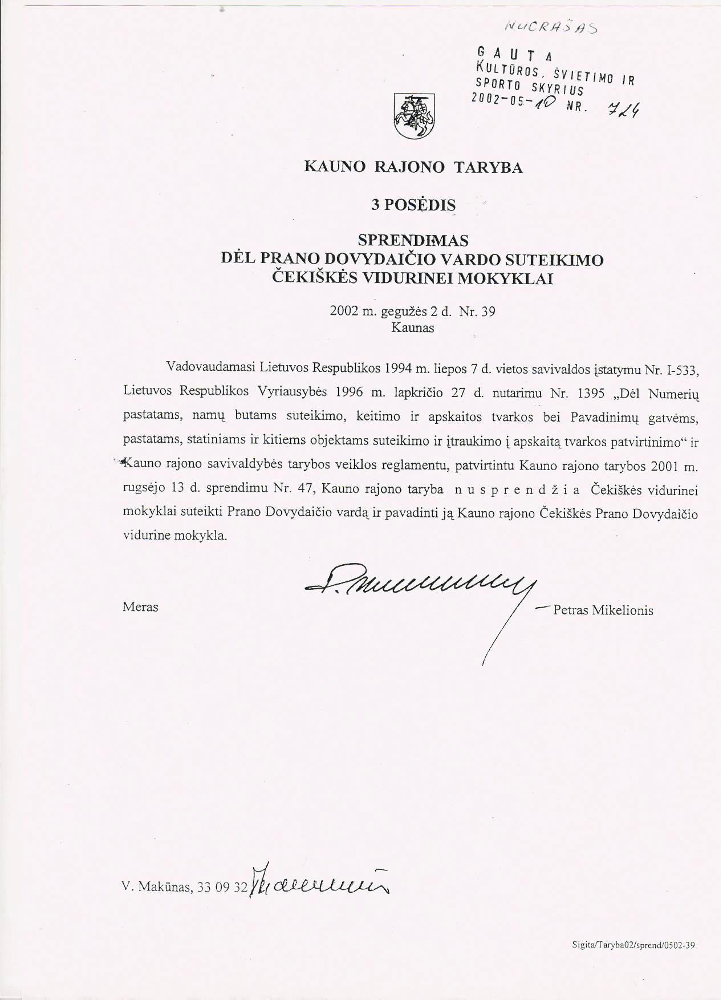 NUORAŠAS
GAUTA
KULTŪROS, ŠVIETIMO IR
SPORTO SKYRIUS
2002-05-10 NR. 724
KAUNO RAJONO TARYBA
3 POSĖDIS
SPRENDIMAS
DĖL PRANO DOVYDAIČIO VARDO SUTEIKIMO
ČEKIŠKĖS VIDURINEI MOKYKLAI
2002 m. gegužės 2 d. Nr. 39
Kaunas
Vadovaudamasi Lietuvos Respublikos 1994 m. liepos 7 d. vietos savivaldos įstatymu Nr. I-533,
Lietuvos Respublikos Vyriausybės 1996 m. lapkričio 27 d. nutarimu Nr. 1395 „Dėl Numerių
pastatams, namų butams suteikimo, keitimo ir apskaitos tvarkos bei Pavadinimų gatvėms,
pastatams, statiniams ir kitiems objektams suteikimo ir įtraukimo į apskaitą tvarkos patvirtinimo“ ir
Kauno rajono savivaldybės tarybos veiklos reglamentu, patvirtintu Kauno rajono tarybos 2001 m.
rugsėjo 13 d. sprendimu Nr. 47, Kauno rajono taryba n u s p r e n d ž i a Čekiškės vidurinei
mokyklai suteikti Prano Dovydaičio vardą ir pavadinti ją Kauno rajono Čekiškės Prano Dovydaičio
vidurine mokykla.
Meras Petras Mikelionis
V. Makūnas, 33 09 32
Sigita/Taryba02/sprend/0502-39